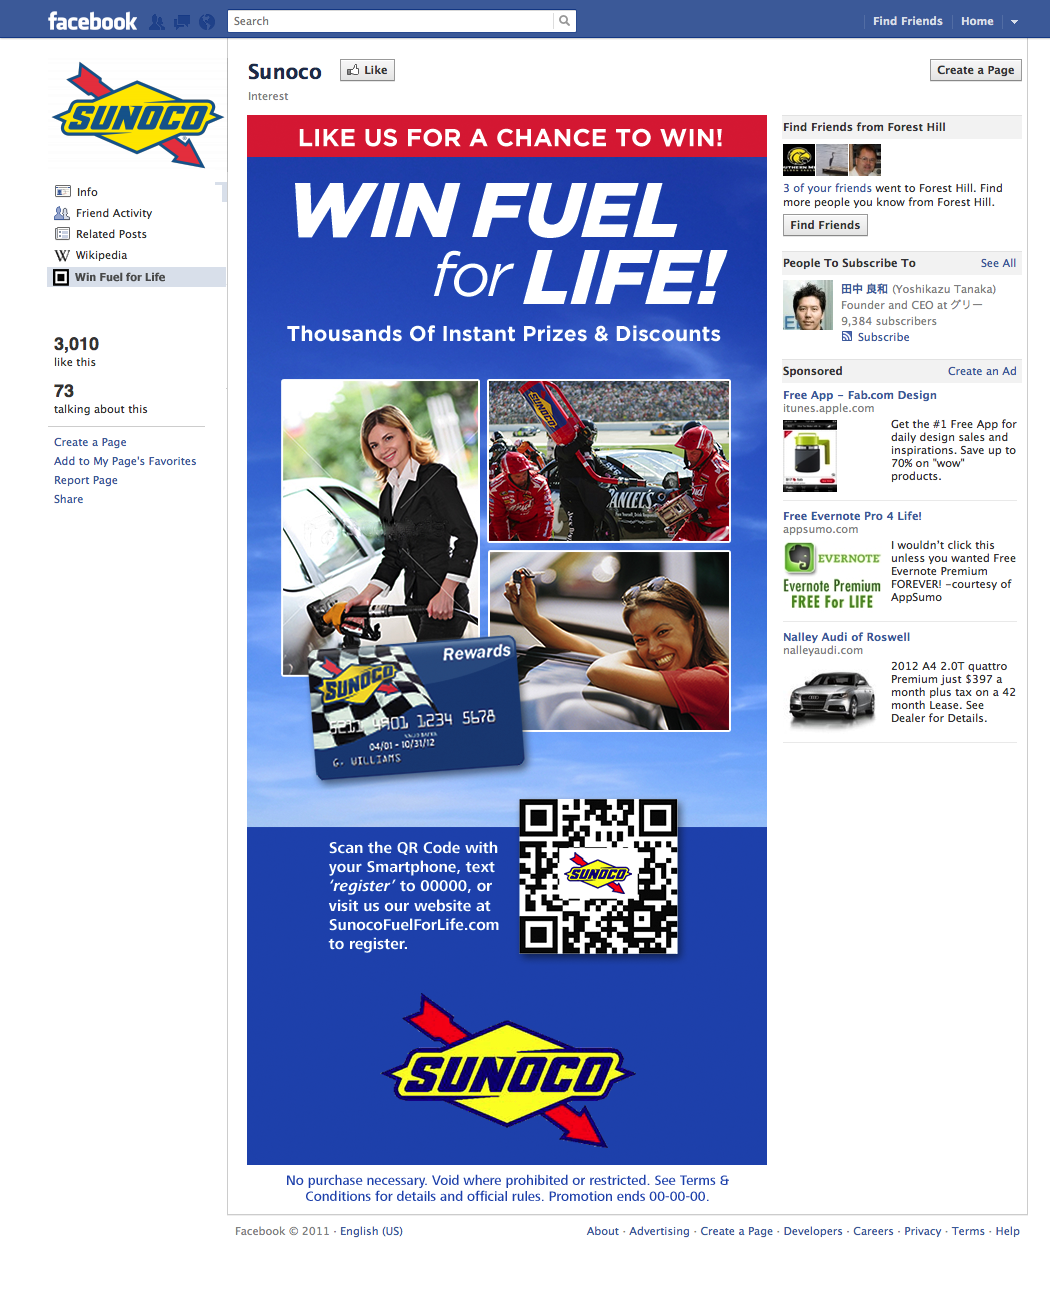 facebook
Search
Find Friends
Home
SUNOCO
Info
Friend Activity
Related Posts
Wikipedia
Win Fuel for Life
3,010
like this
73
talking about this
Create a Page
Add to My Page's Favorites
Report Page
Share
Sunoco
Like
Create a Page
Interest
LIKE US FOR A CHANCE TO WIN!
WIN FUEL
for LIFE!
Thousands Of Instant Prizes & Discounts
SUNOCO
DANIEL'S
Rewards
SUNOCO
4901 1234 5678
04/01 - 10/31/12
G. WILLIAMS
Scan the QR Code with
your Smartphone, text
'register' to 00000, or
visit us our website at
SunocoFuelForLife.com
to register.
SUNOCO
SUNOCO
No purchase necessary. Void where prohibited or restricted. See Terms &
Conditions for details and official rules. Promotion ends 00-00-00.
Find Friends from Forest Hill
3 of your friends went to Forest Hill. Find
more people you know from Forest Hill.
Find Friends
People To Subscribe To
See All
田中 良和 (Yoshikazu Tanaka)
Founder and CEO at グリー
9,384 subscribers
Subscribe
Sponsored
Create an Ad
Free App - Fab.com Design
itunes.apple.com
Get the #1 Free App for
daily design sales and
inspirations. Save up to
70% on "wow"
products.
Free Evernote Pro 4 Life!
appsumo.com
EVERNOTE
Evernote Premium
FREE For LIFE
I wouldn't click this
unless you wanted Free
Evernote Premium
FOREVER! -courtesy of
AppSumo
Nalley Audi of Roswell
nalleyaudi.com
2012 A4 2.0T quattro
Premium just $397 a
month plus tax on a 42
month Lease. See
Dealer for Details.
Facebook © 2011 · English (US)
About · Advertising · Create a Page · Developers · Careers · Privacy · Terms · Help